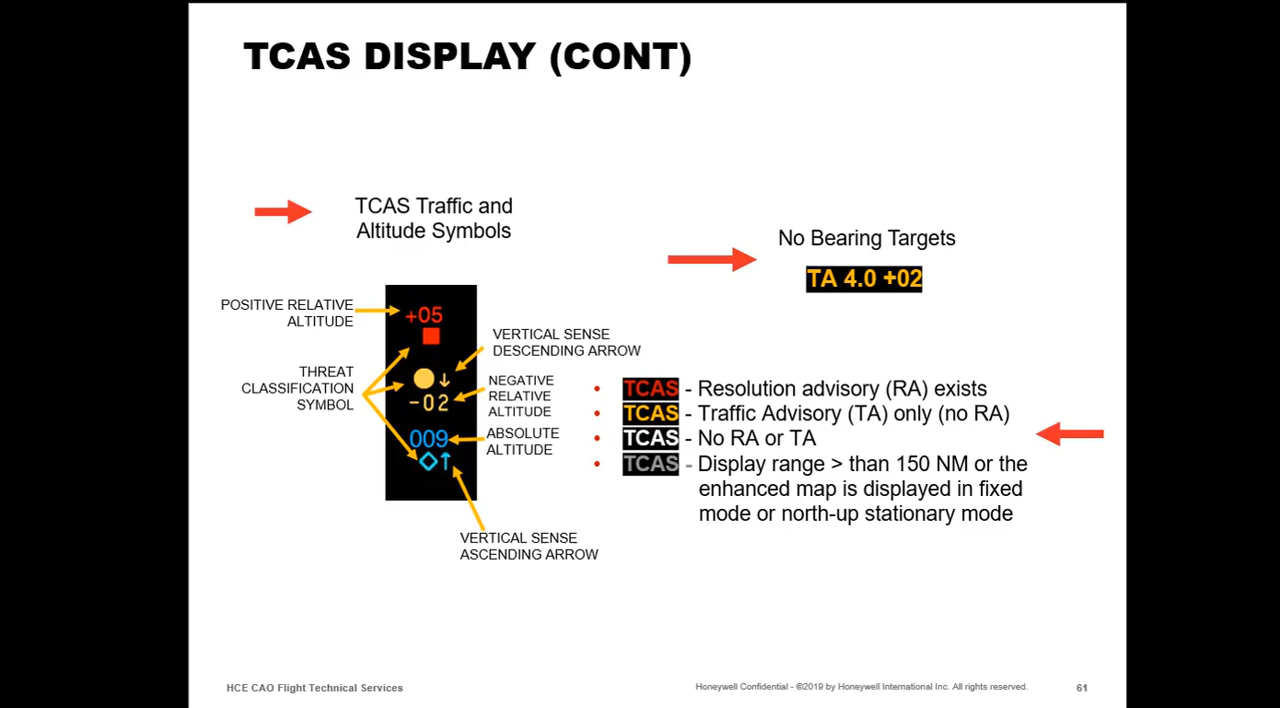 TCAS DISPLAY (CONT)
TCAS Traffic and
Altitude Symbols
No Bearing Targets
TA 4.0 +02
POSITIVE RELATIVE
ALTITUDE
+05
THREAT
CLASSIFICATION
SYMBOL
VERTICAL SENSE
DESCENDING ARROW
↓
-02
NEGATIVE
RELATIVE
ALTITUDE
009
ABSOLUTE
ALTITUDE
↑
VERTICAL SENSE
ASCENDING ARROW
• TCAS - Resolution advisory (RA) exists
• TCAS - Traffic Advisory (TA) only (no RA)
• TCAS - No RA or TA
• TCAS - Display range > than 150 NM or the
enhanced map is displayed in fixed
mode or north-up stationary mode
HCE CAO Flight Technical Services
Honeywell Confidential - ©2019 by Honeywell International Inc. All rights reserved.
61